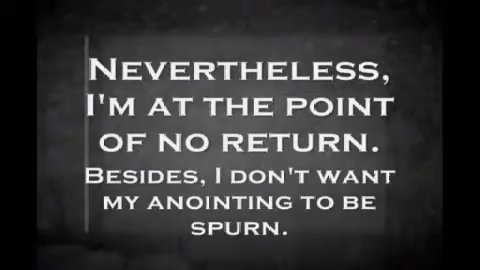 Nevertheless,
I'm at the point
of no return.
Besides, I don't want
my anointing to be
spurn.